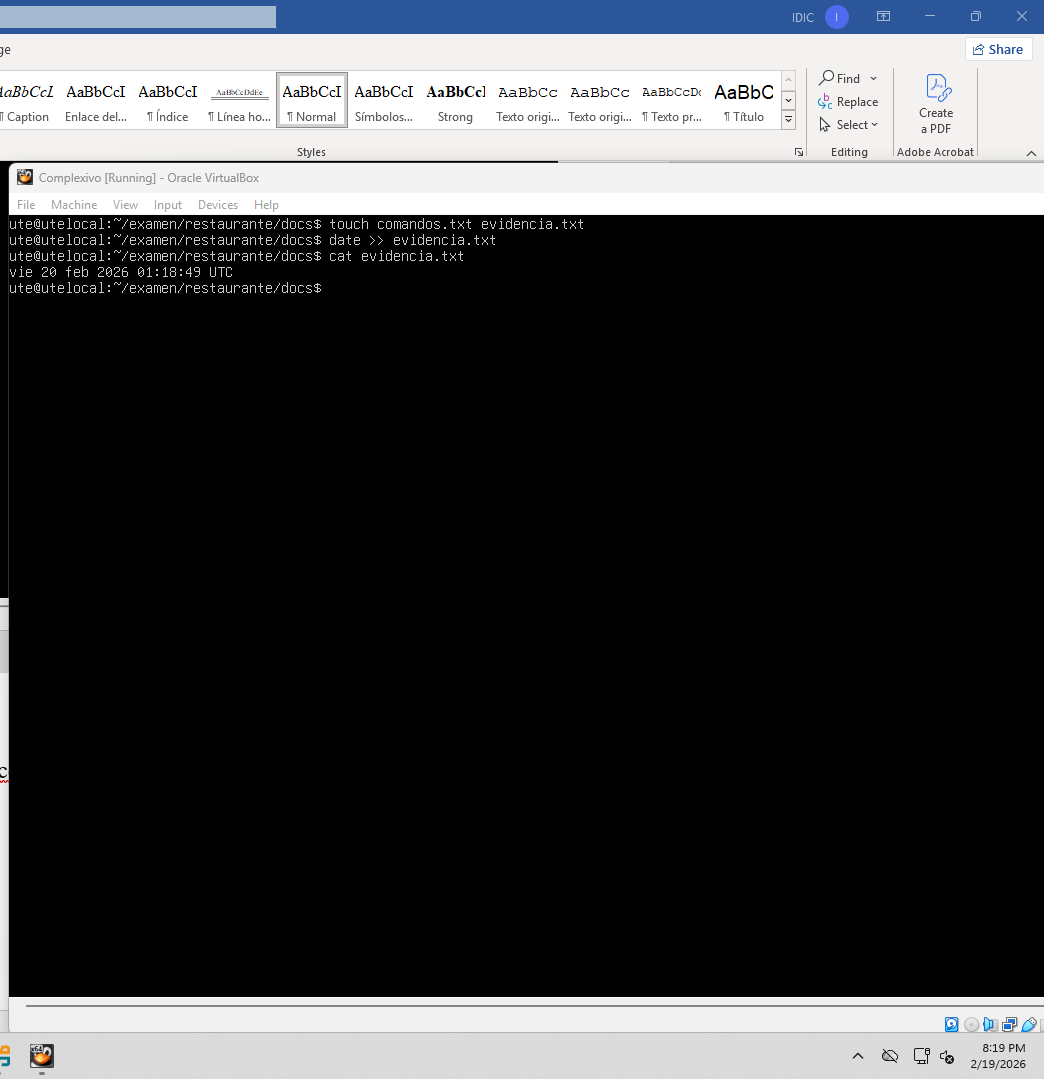 IDIC I
ge
Share
AaBbCcL AaBbCcI AaBbCcI AaBbCcDdEe AaBbCcI AaBbCcI AaBbCcI AaBbCc AaBbCc AaBbCcDc AaBbC
¶ Caption Enlace del... ¶ Índice ¶ Línea ho... ¶ Normal Símbolos... Strong Texto origi... Texto origi... ¶ Texto pr... ¶ Título
Find
Replace
Select
Create
a PDF
Styles
Editing
Adobe Acrobat
Complexivo [Running] - Oracle VirtualBox
File Machine View Input Devices Help
ute@utelocal:~/examen/restaurante/docs$ touch comandos.txt evidencia.txt
ute@utelocal:~/examen/restaurante/docs$ date >> evidencia.txt
ute@utelocal:~/examen/restaurante/docs$ cat evidencia.txt
vie 20 feb 2026 01:18:49 UTC
ute@utelocal:~/examen/restaurante/docs$
8:19 PM
2/19/2026